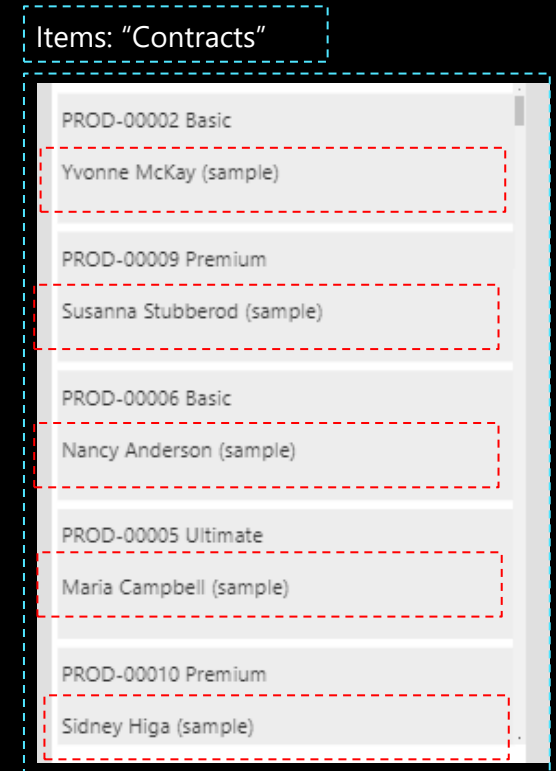 Items: “Contracts”
PROD-00002 Basic
Yvonne McKay (sample)
PROD-00009 Premium
Susanna Stubberod (sample)
PROD-00006 Basic
Nancy Anderson (sample)
PROD-00005 Ultimate
Maria Campbell (sample)
PROD-00010 Premium
Sidney Higa (sample)